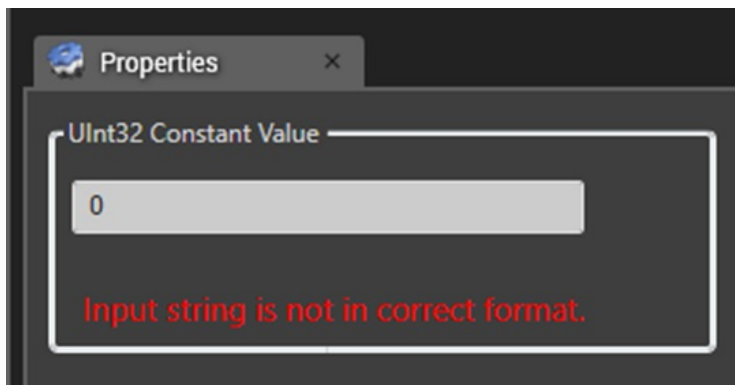 Properties
UInt32 Constant Value
0
Input string is not in correct format.